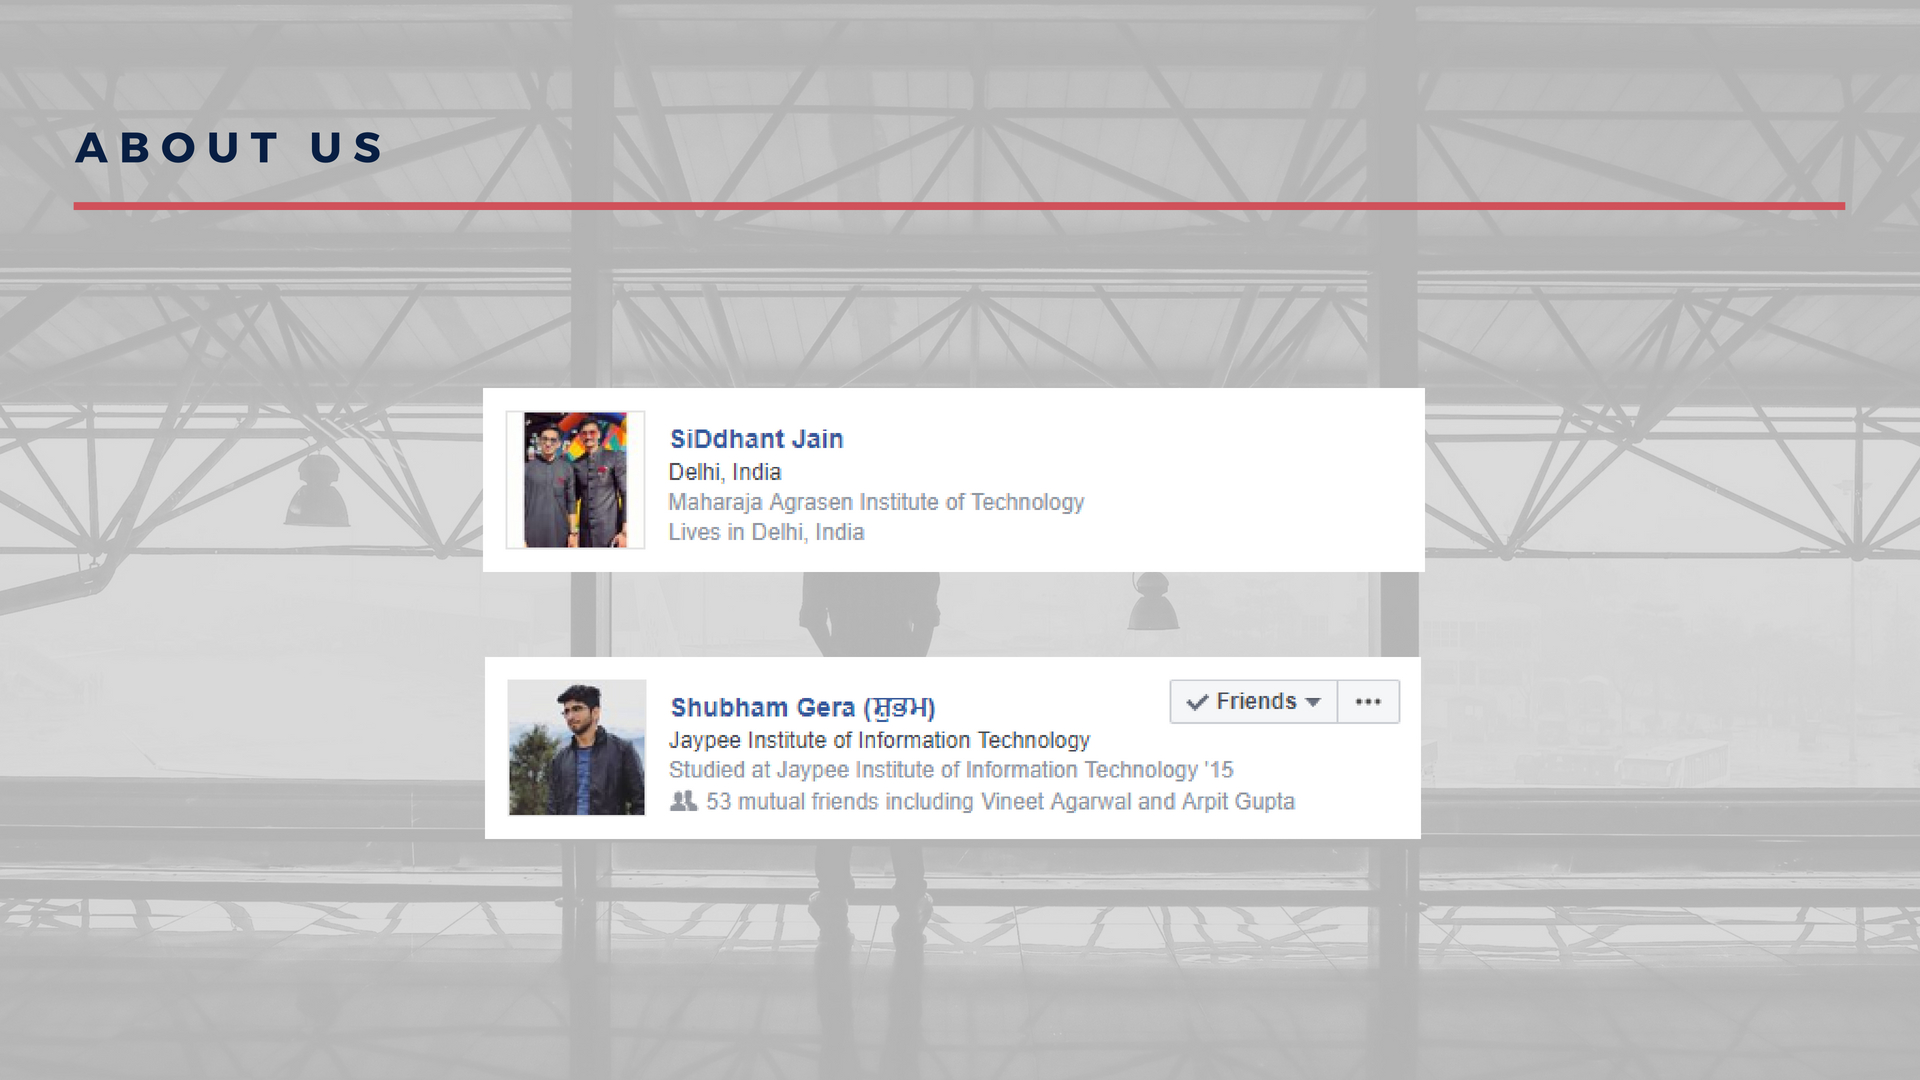 ABOUT US
SiDdhant Jain
Delhi, India
Maharaja Agrasen Institute of Technology
Lives in Delhi, India
Shubham Gera (ਸ਼ੁਭਮ)
Friends
Jaypee Institute of Information Technology
Studied at Jaypee Institute of Information Technology '15
53 mutual friends including Vineet Agarwal and Arpit Gupta